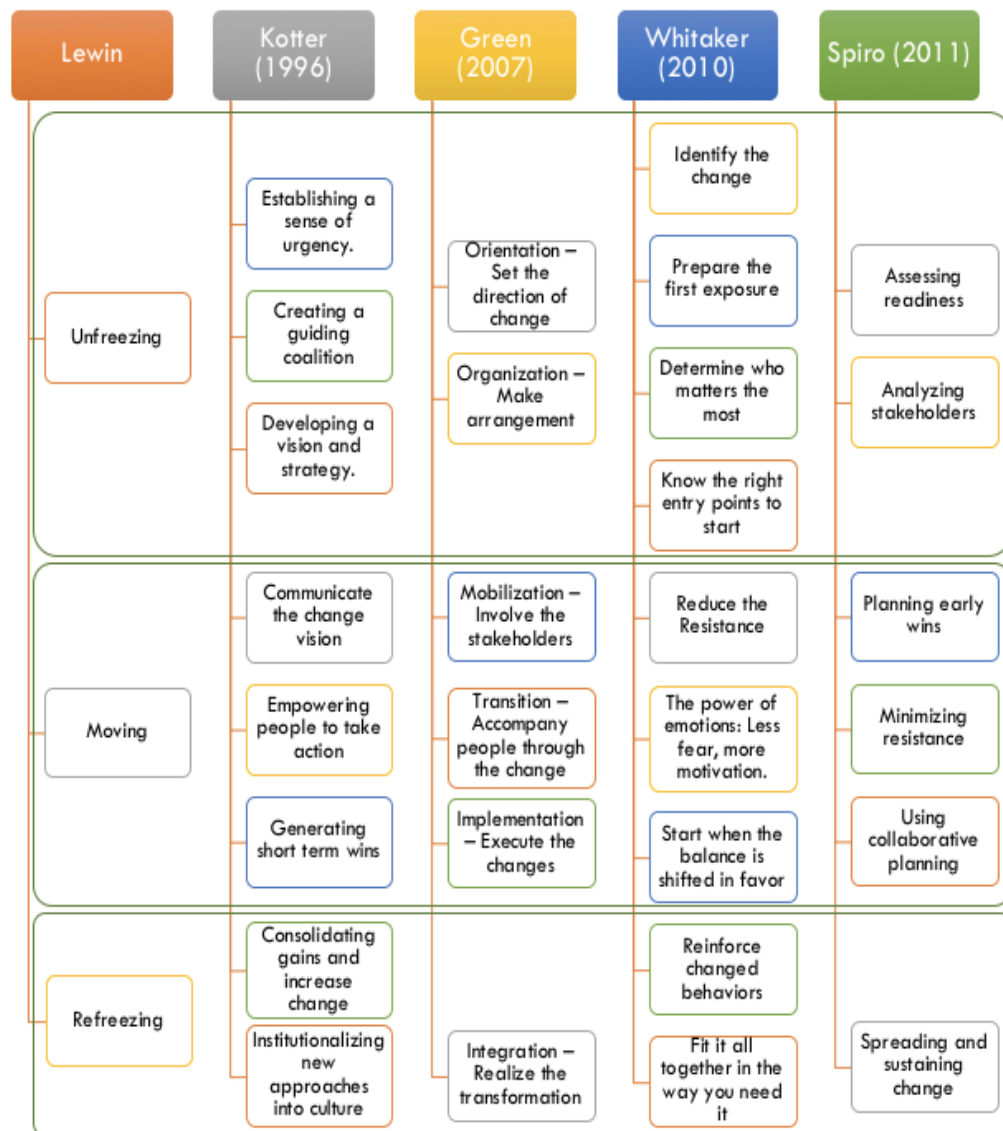 Lewin
Kotter
(1996)
Green
(2007)
Whitaker
(2010)
Spiro (2011)
Unfreezing
Establishing a
sense of
urgency.
Creating a
guiding
coalition
Developing a
vision and
strategy.
Orientation –
Set the
direction of
change
Organization –
Make
arrangement
Identify the
change
Prepare the
first exposure
Determine who
matters the
most
Know the right
entry points to
start
Assessing
readiness
Analyzing
stakeholders
Moving
Communicate
the change
vision
Empowering
people to take
action
Generating
short term wins
Mobilization –
Involve the
stakeholders
Transition –
Accompany
people through
the change
Implementation
– Execute the
changes
Reduce the
Resistance
The power of
emotions: Less
fear, more
motivation.
Start when the
balance is
shifted in favor
Planning early
wins
Minimizing
resistance
Using
collaborative
planning
Refreezing
Consolidating
gains and
increase
change
Institutionalizing
new
approaches
into culture
Integration –
Realize the
transformation
Reinforce
changed
behaviors
Fit it all
together in the
way you need
it
Spreading and
sustaining
change